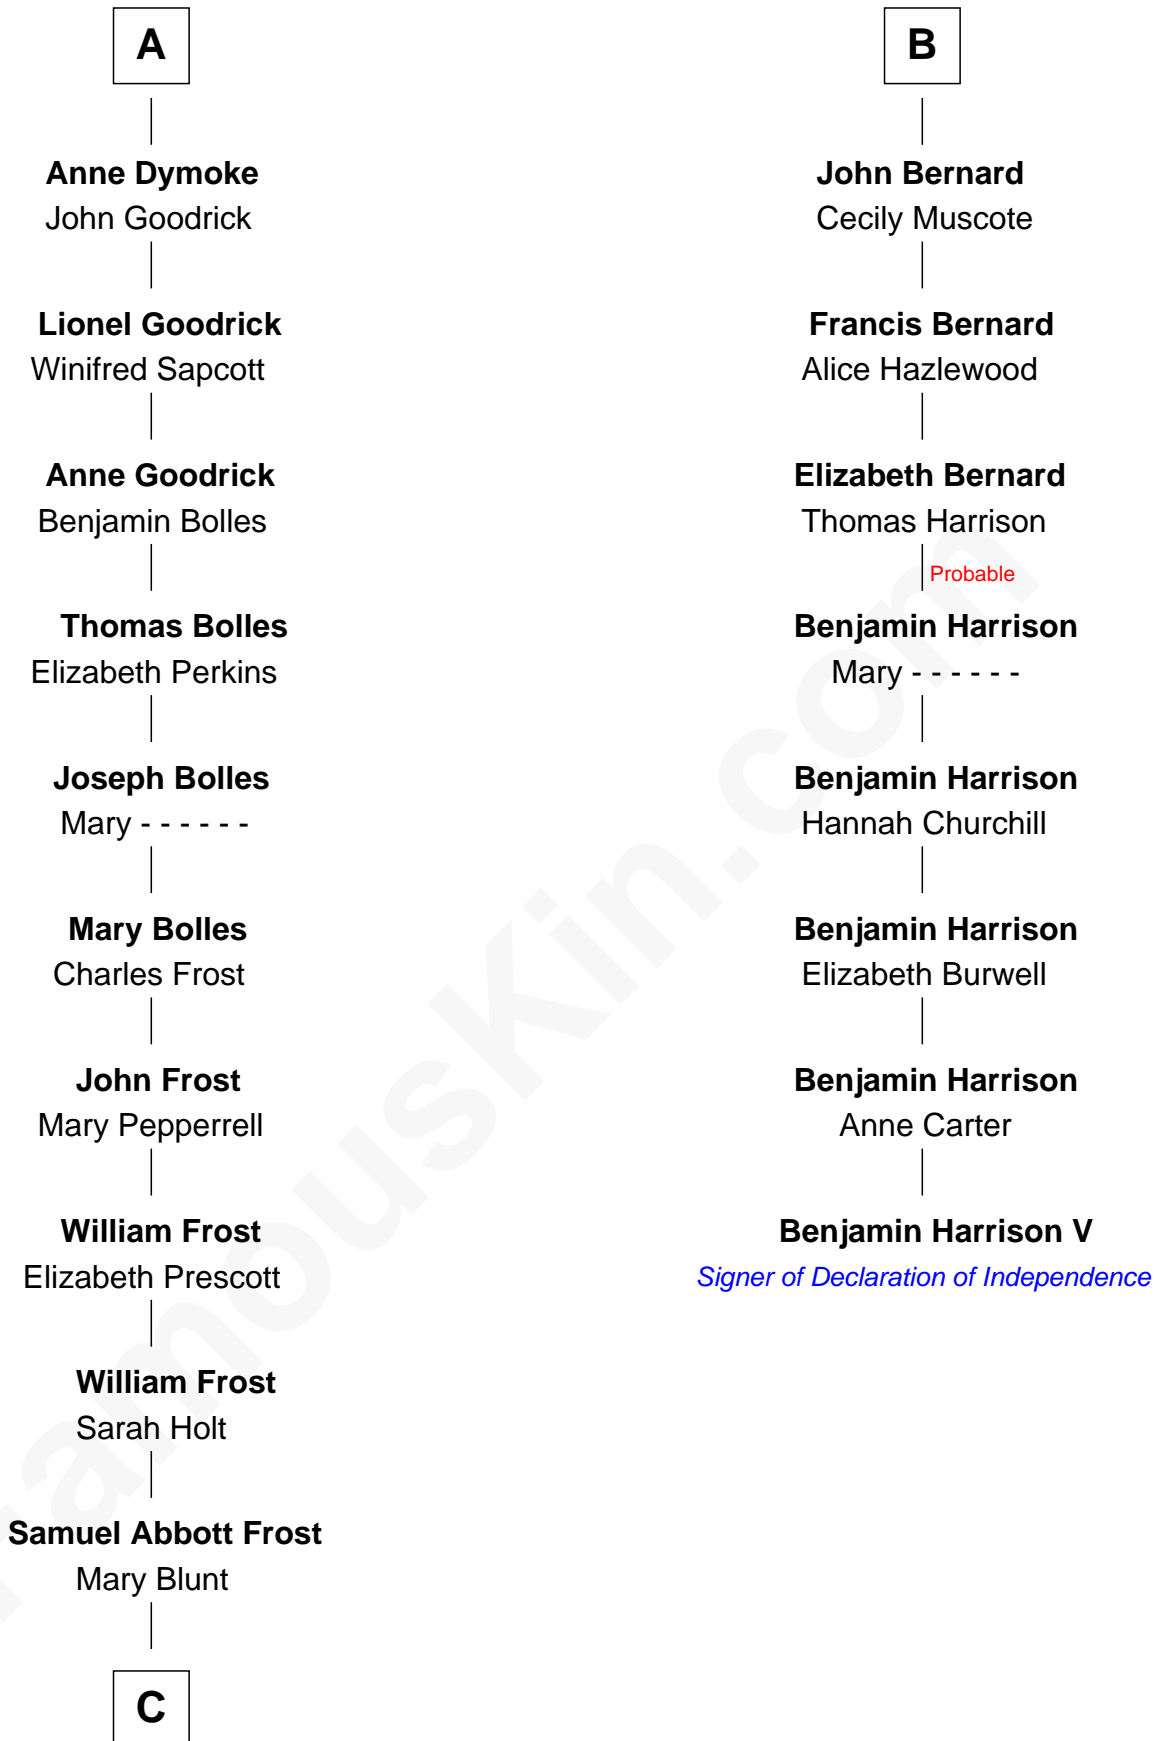 A
Anne Dymoke
John Goodrick
Lionel Goodrick
Winifred Sapcott
Anne Goodrick
Benjamin Bolles
Thomas Bolles
Elizabeth Perkins
Joseph Bolles
Mary - - - - - -
Mary Bolles
Charles Frost
John Frost
Mary Pepperrell
William Frost
Elizabeth Prescott
William Frost
Sarah Holt
Samuel Abbott Frost
Mary Blunt
C
B
John Bernard
Cecily Muscote
Francis Bernard
Alice Hazlewood
Elizabeth Bernard
Thomas Harrison
Probable
Benjamin Harrison
Mary - - - - - -
Benjamin Harrison
Hannah Churchill
Benjamin Harrison
Elizabeth Burwell
Benjamin Harrison
Anne Carter
Benjamin Harrison V
Signer of Declaration of Independence
FamousKin.com